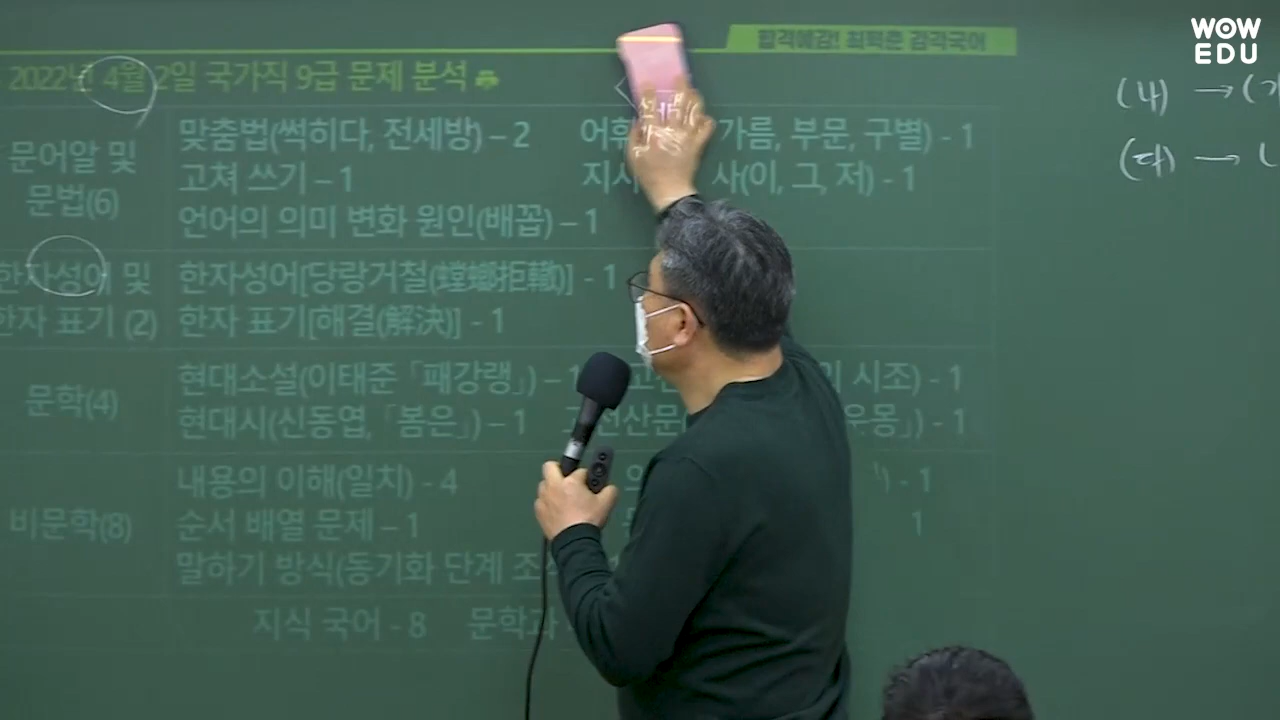 WOW
EDU
합격예감! 최력춘 감각국어
2022년 4월 2일 국가직 9급 문제 분석
(나) → (가
(다) →
문어알 및
문법(6)
맞춤법(썩히다, 전세방) – 2
가름, 부문, 구별) - 1
고쳐 쓰기 – 1
사(이, 그, 저) - 1
언어의 의미 변화 원인(배꼽) – 1
한자성어 및
한자 표기 (2)
한자성어[당랑거철(螳螂拒轍)] - 1
한자 표기[해결(解決)] - 1
문학(4)
현대소설(이태준 「패강랭」) – 1
시조) - 1
현대시(신동엽, 「봄은」) – 1
전산문(
운몽」) - 1
비문학(8)
내용의 이해(일치) - 4
- 1
순서 배열 문제 – 1
1
말하기 방식(동기화 단계 조
지식 국어 - 8 문학과